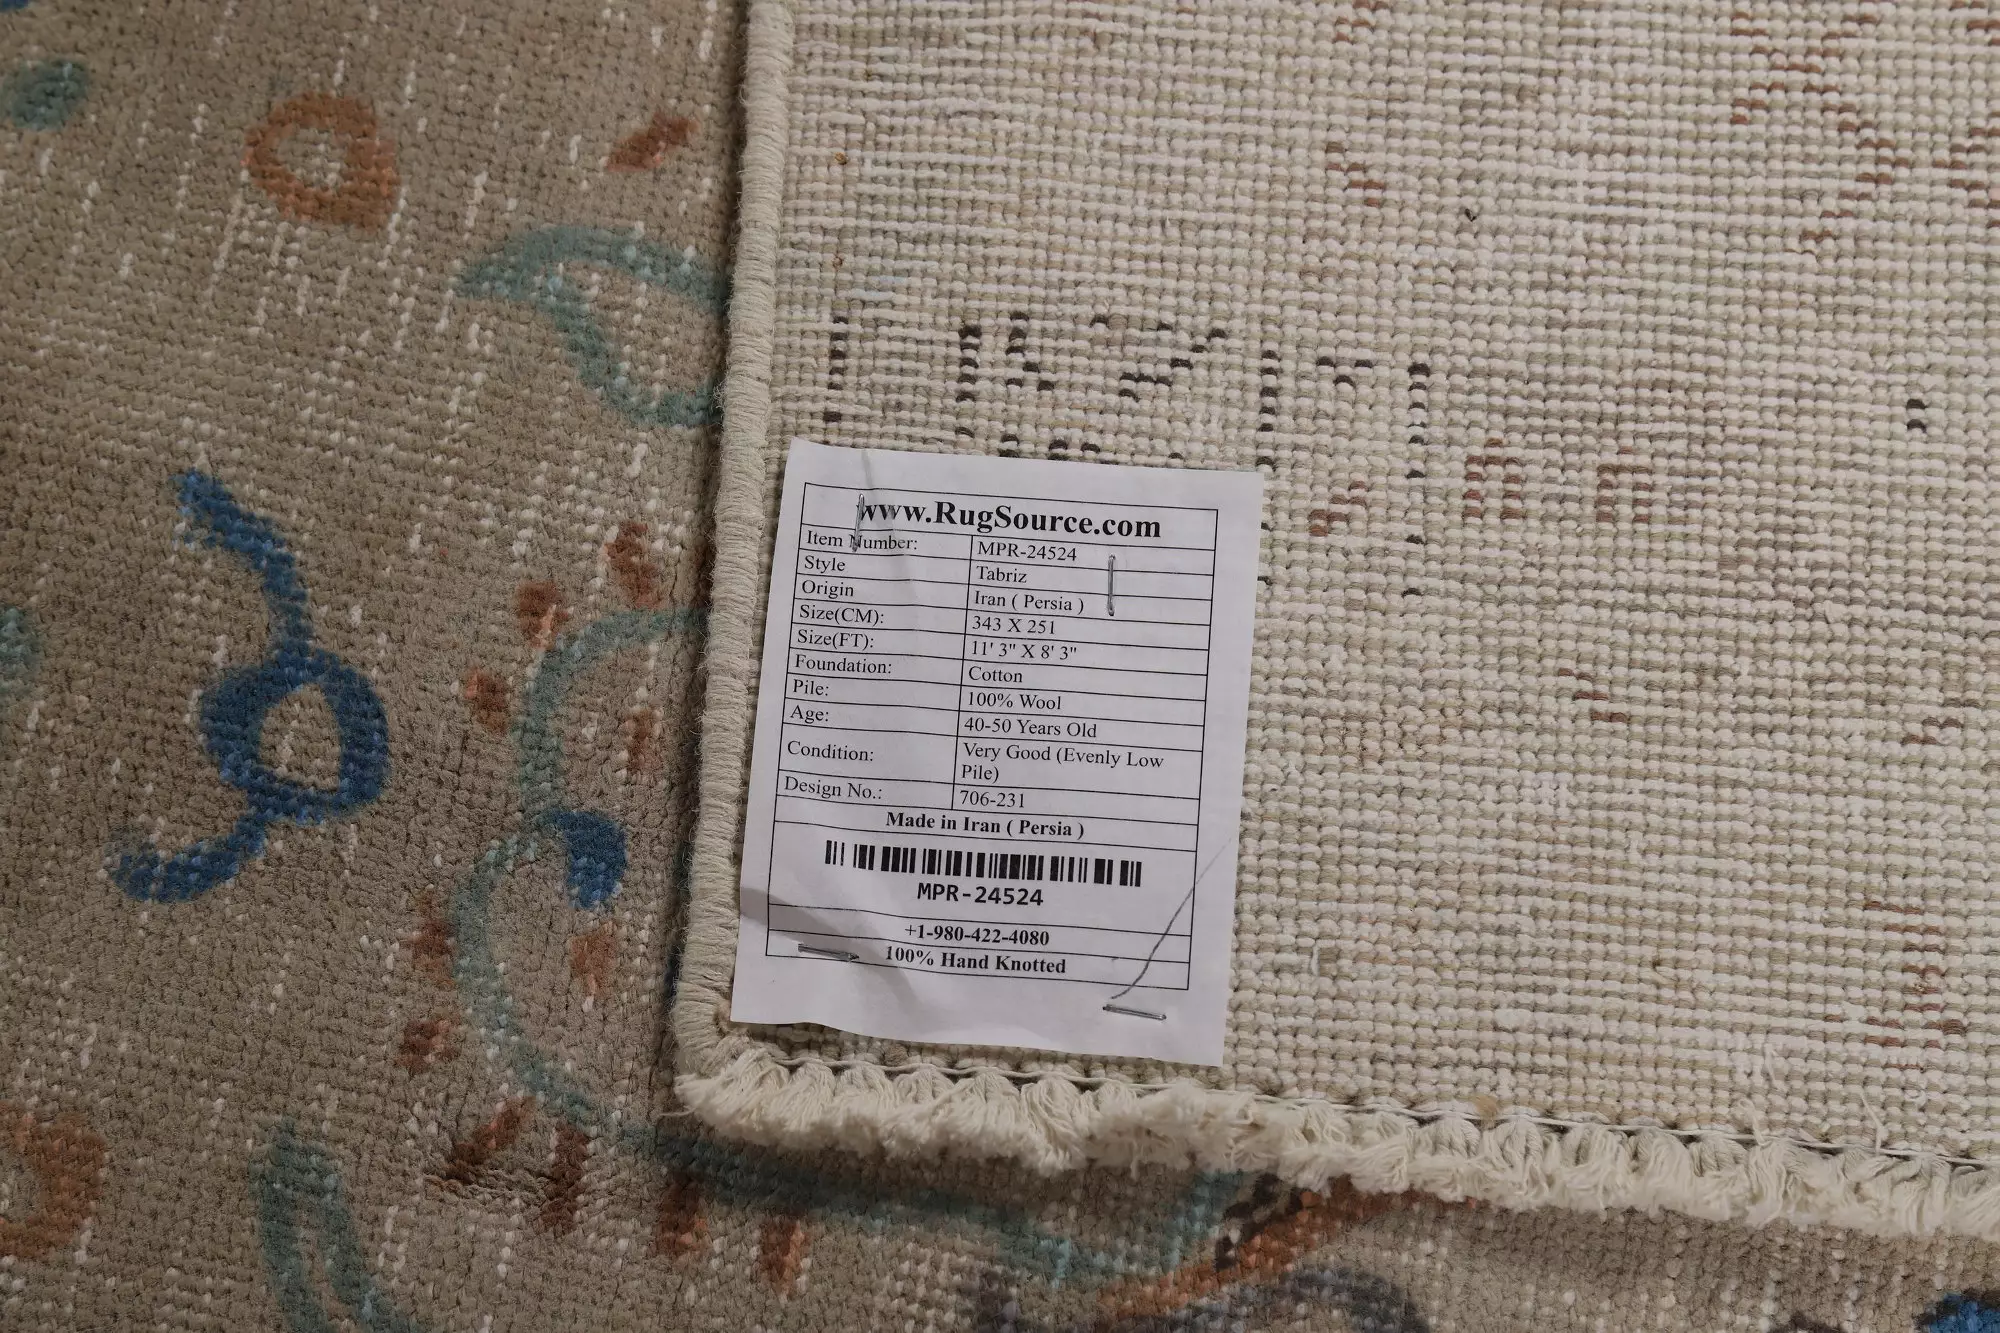 www.RugSource.com
Item Number: MPR-24524
Style Tabriz
Origin Iran ( Persia )
Size(CM): 343 X 251
Size(FT): 11' 3" X 8' 3"
Foundation: Cotton
Pile: 100% Wool
Age: 40-50 Years Old
Condition: Very Good (Evenly Low
Pile)
Design No.: 706-231
Made in Iran ( Persia )
MPR-24524
+1-980-422-4080
100% Hand Knotted